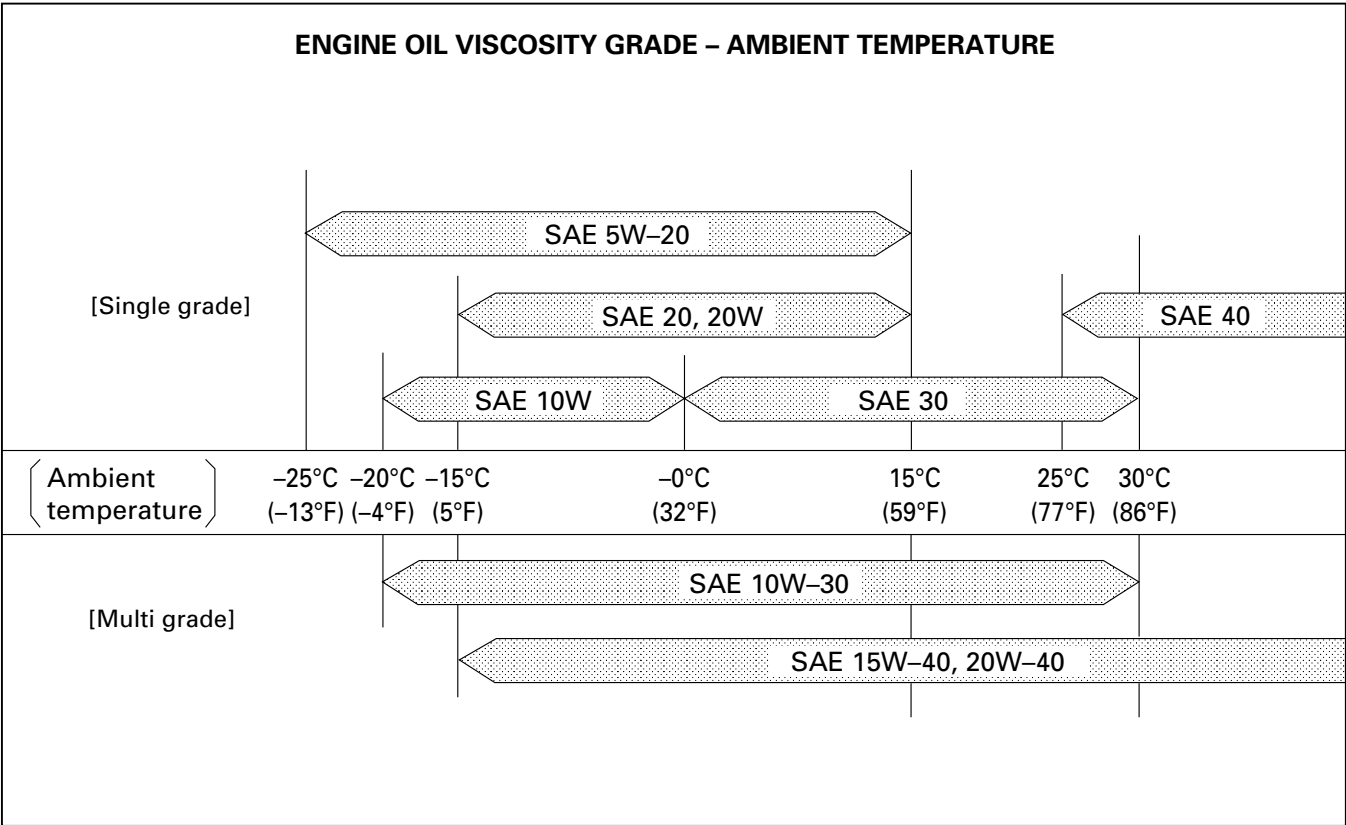 ENGINE OIL VISCOSITY GRADE – AMBIENT TEMPERATURE
SAE 5W–20
[Single grade]
SAE 20, 20W
SAE 40
SAE 10W
SAE 30
Ambient temperature
–25°C –20°C –15°C –0°C 15°C 25°C 30°C
(–13°F) (–4°F) (5°F) (32°F) (59°F) (77°F) (86°F)
SAE 10W–30
[Multi grade]
SAE 15W–40, 20W–40